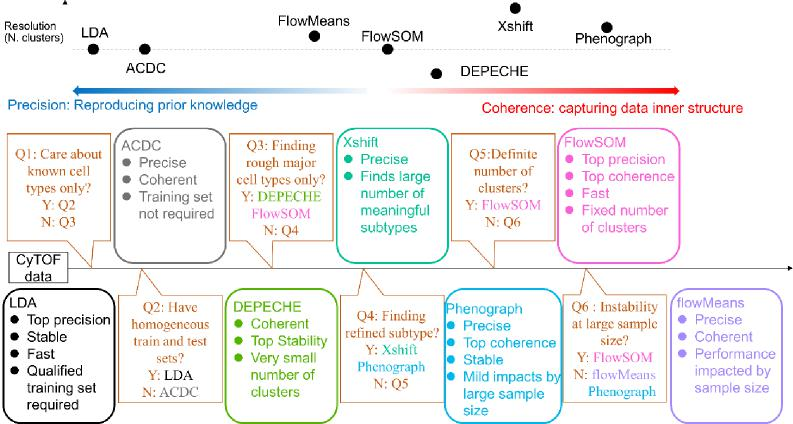 Resolution
(N. clusters)
LDA
ACDC
FlowMeans
FlowSOM
DEPECHE
Xshift
Phenograph
Precision: Reproducing prior knowledge
Coherence: capturing data inner structure
Q1: Care about
known cell
types only?
Y: Q2
N: Q3
ACDC
Precise
Coherent
Training set
not required
Q3: Finding
rough major
cell types only?
Y: DEPECHE
FlowSOM
N: Q4
Xshift
Precise
Finds large
number of
meaningful
subtypes
Q5:Definite
number of
clusters?
Y: FlowSOM
N: Q6
FlowSOM
Top precision
Top coherence
Fast
Fixed number
of clusters
CyTOF
data
LDA
Top precision
Stable
Fast
Qualified
training set
required
Q2: Have
homogeneous
train and test
sets?
Y: LDA
N: ACDC
DEPECHE
Coherent
Top Stability
Very small
number of
clusters
Q4: Finding
refined subtype?
Y: Xshift
Phenograph
N: Q5
Phenograph
Precise
Top coherence
Stable
Mild impacts by
large sample
size
Q6 : Instability
at large sample
size?
Y: FlowSOM
N: flowMeans
Phenograph
flowMeans
Precise
Coherent
Performance
impacted by
sample size